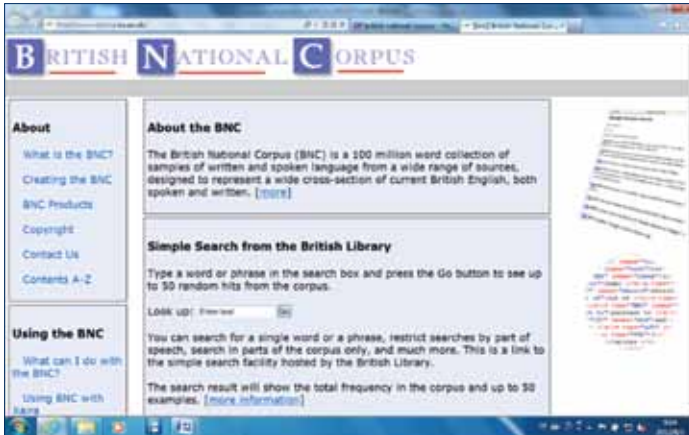 BRITISH NATIONAL CORPUS
About
What is the BNC?
Creating the BNC
BNC Products
Copyright
Contact Us
Contents A-Z
Using the BNC
What can I do with
the BNC?
Using BNC with
About the BNC
The British National Corpus (BNC) is a 100 million word collection of
samples of written and spoken language from a wide range of sources,
designed to represent a wide cross-section of current British English, both
spoken and written. [more]
Simple Search from the British Library
Type a word or phrase in the search box and press the Go button to see up
to 50 random hits from the corpus.
Look up: Go
You can search for a single word or a phrase, restrict searches by part of
speech, search in parts of the corpus only, and much more. This is a link to
the simple search facility hosted by the British Library.
The search result will show the total frequency in the corpus and up to 50
examples. [more information]